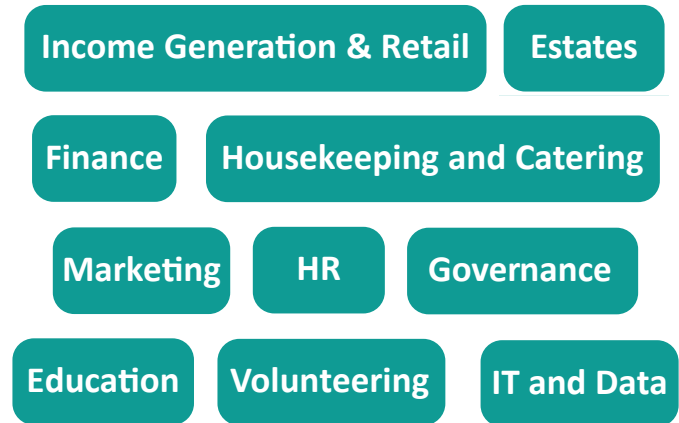 Income Generation & Retail
Estates
Finance
Housekeeping and Catering
Marketing
HR
Governance
Education
Volunteering
IT and Data